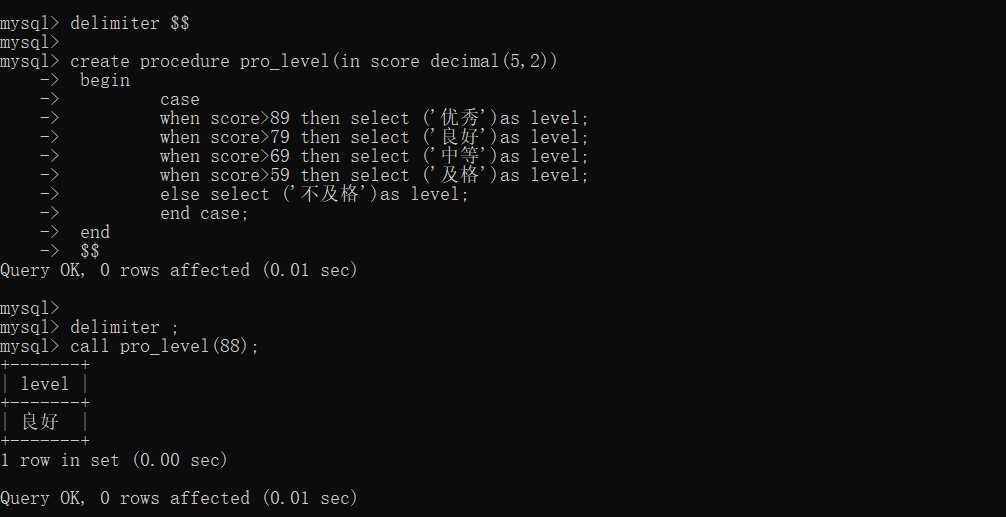 mysql> delimiter $$
mysql>
mysql> create procedure pro_level(in score decimal(5,2))
    ->  begin
    ->          case
    ->          when score>89 then select ('优秀')as level;
    ->          when score>79 then select ('良好')as level;
    ->          when score>69 then select ('中等')as level;
    ->          when score>59 then select ('及格')as level;
    ->          else select ('不及格')as level;
    ->          end case;
    ->  end
    ->  $$
Query OK, 0 rows affected (0.01 sec)

mysql>
mysql> delimiter ;
mysql> call pro_level(88);
+-------+
| level |
+-------+
| 良好  |
+-------+
1 row in set (0.00 sec)

Query OK, 0 rows affected (0.01 sec)